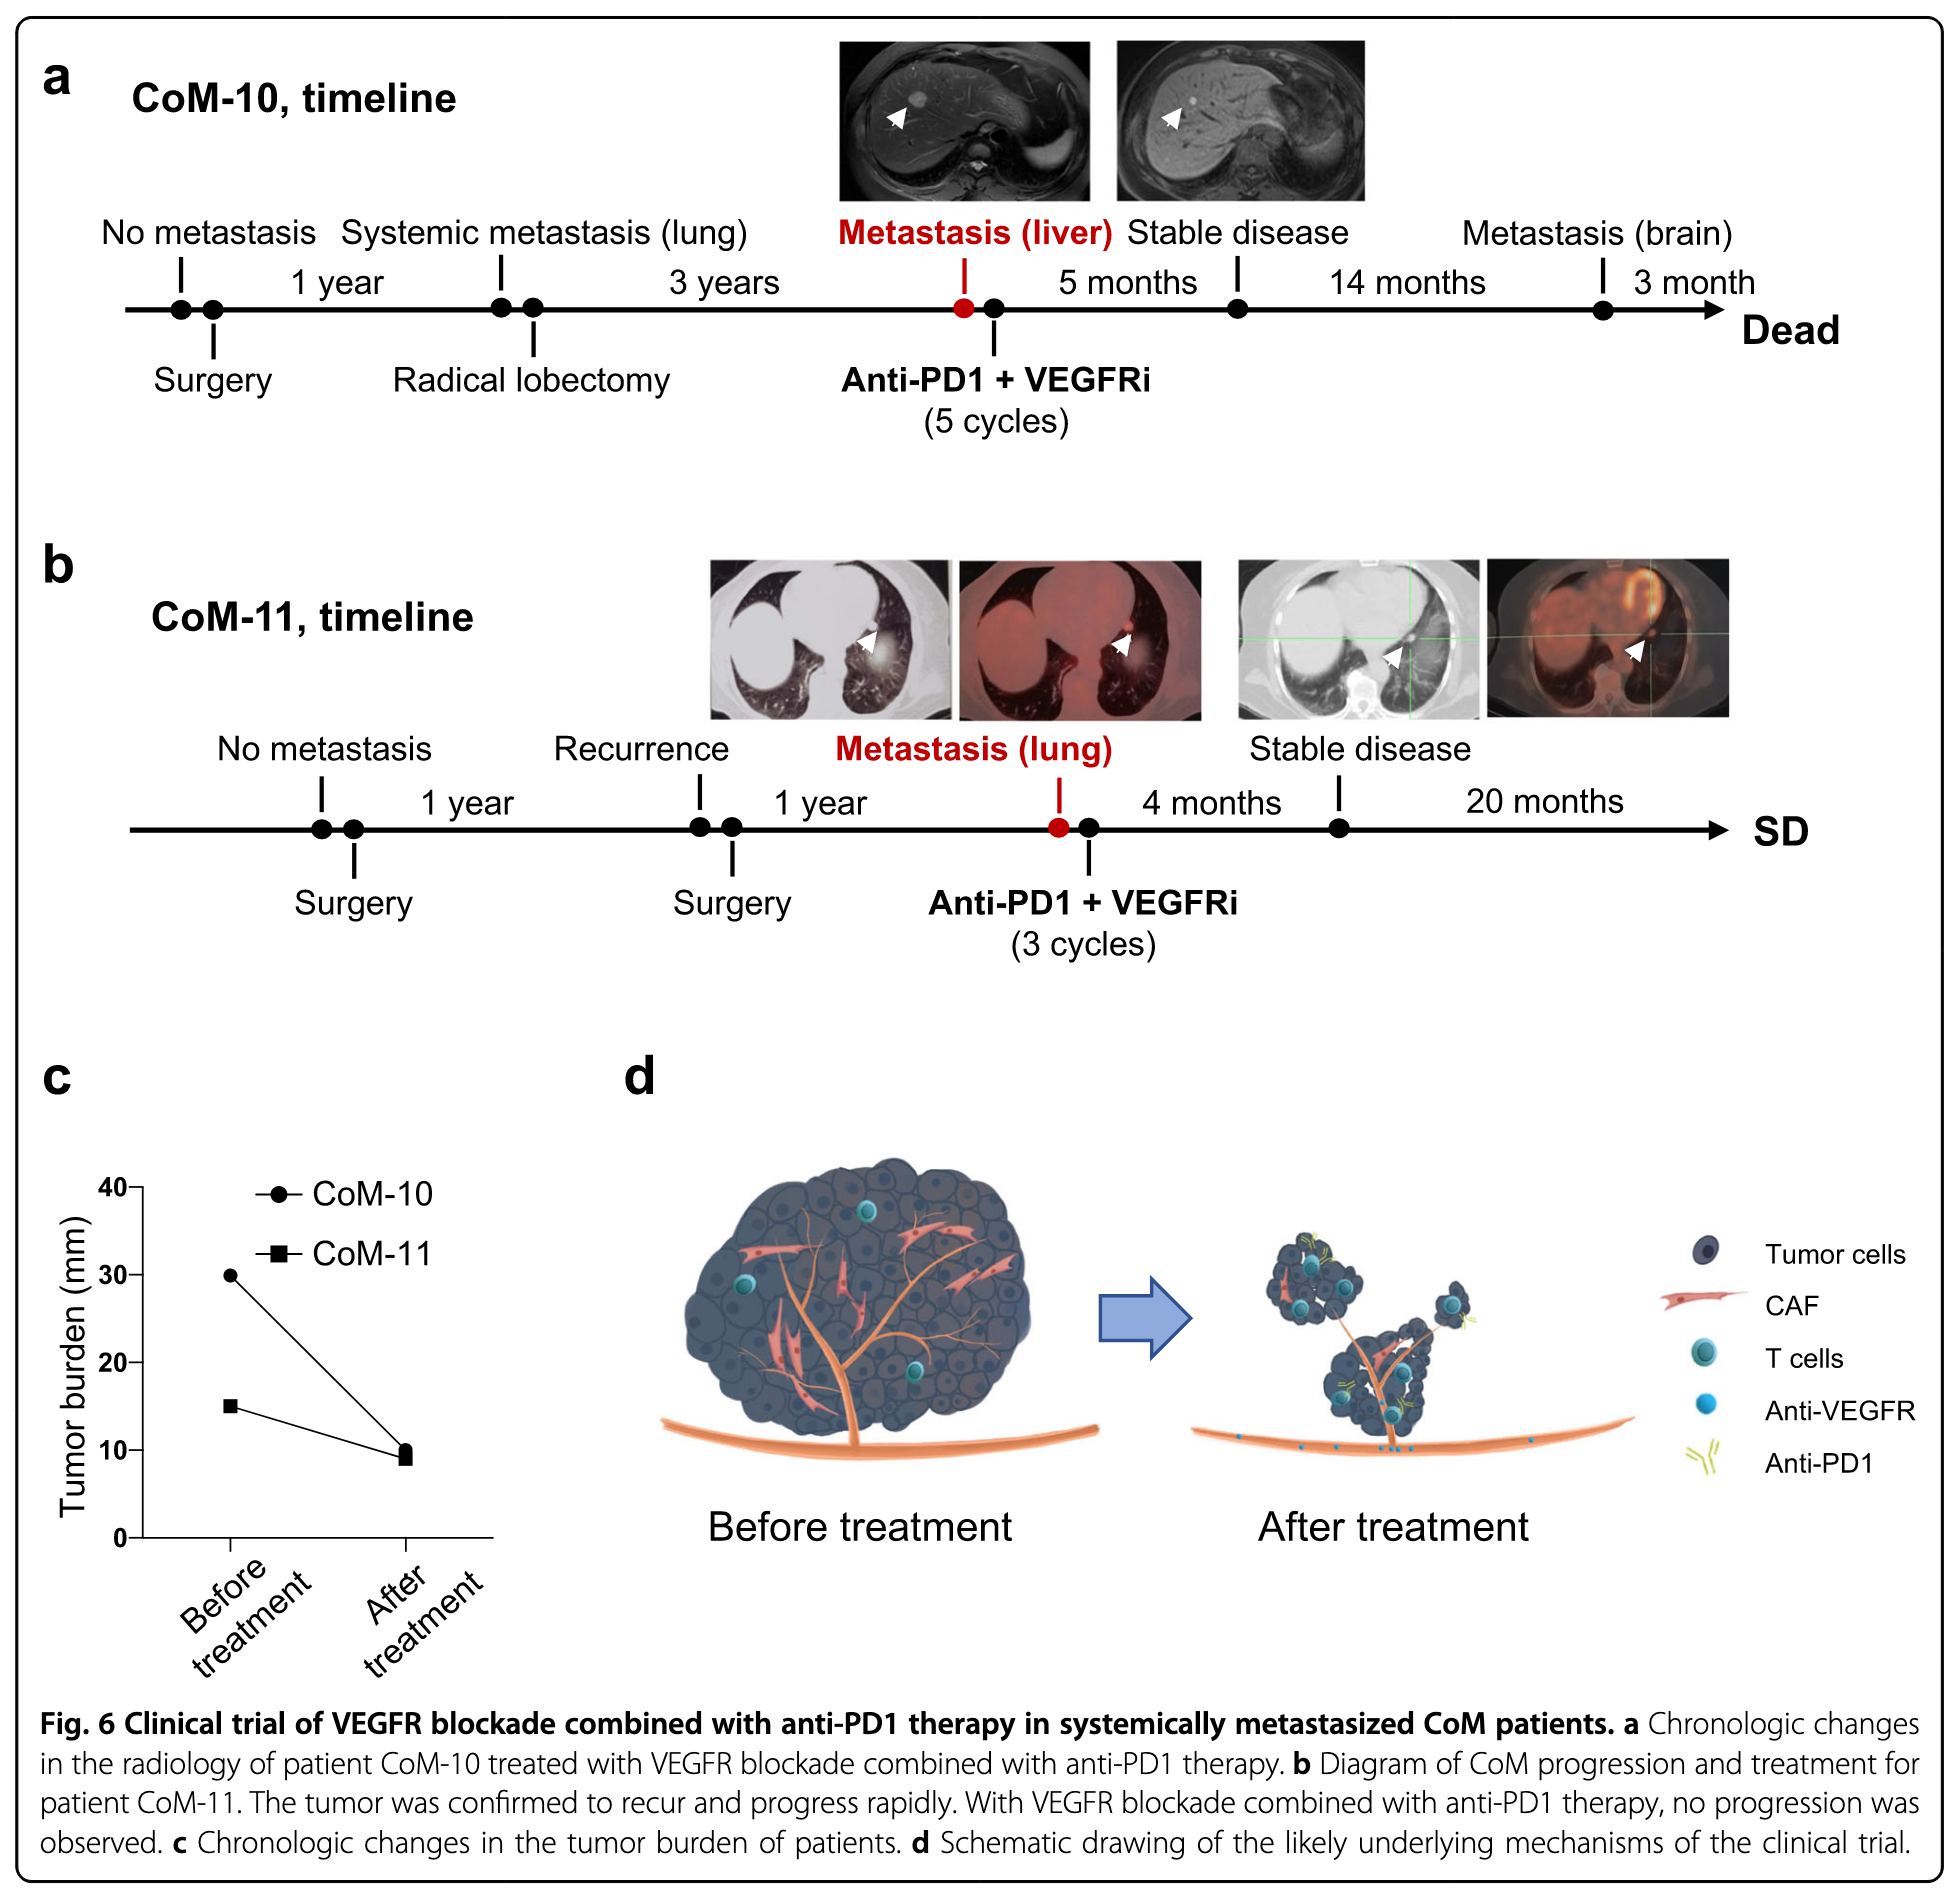 a
CoM-10, timeline
No metastasis
Systemic metastasis (lung)
Metastasis (liver)
Stable disease
Metastasis (brain)
1 year
3 years
5 months
14 months
3 month
Dead
Surgery
Radical lobectomy
Anti-PD1 + VEGFRi
(5 cycles)
b
CoM-11, timeline
No metastasis
Recurrence
Metastasis (lung)
Stable disease
1 year
1 year
4 months
20 months
SD
Surgery
Surgery
Anti-PD1 + VEGFRi
(3 cycles)
c
Tumor burden (mm)
40
30
20
10
0
CoM-10
CoM-11
Before
treatment
After
treatment
d
Before treatment
After treatment
Tumor cells
CAF
T cells
Anti-VEGFR
Anti-PD1
Fig. 6 Clinical trial of VEGFR blockade combined with anti-PD1 therapy in systemically metastasized CoM patients. a Chronologic changes
in the radiology of patient CoM-10 treated with VEGFR blockade combined with anti-PD1 therapy. b Diagram of CoM progression and treatment for
patient CoM-11. The tumor was confirmed to recur and progress rapidly. With VEGFR blockade combined with anti-PD1 therapy, no progression was
observed. c Chronologic changes in the tumor burden of patients. d Schematic drawing of the likely underlying mechanisms of the clinical trial.